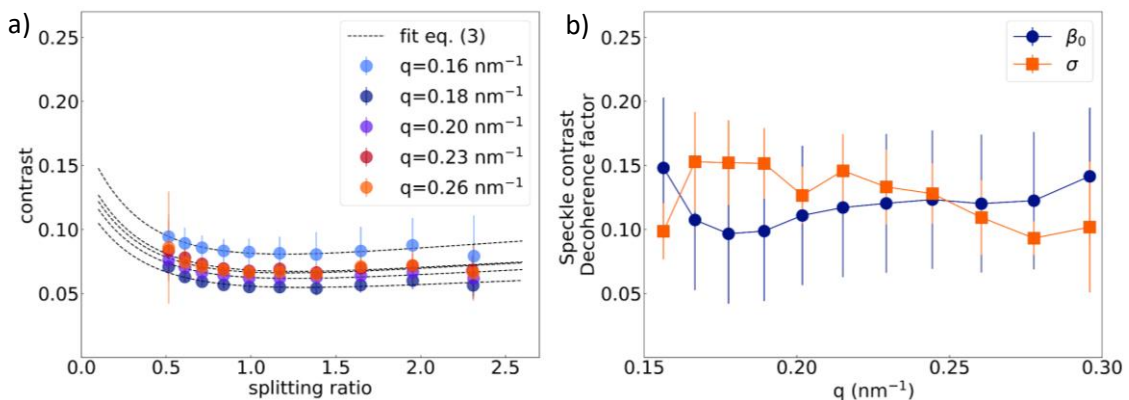 a)
contrast
0.25
0.20
0.15
0.10
0.05
fit eq. (3)
q=0.16 nm⁻¹
q=0.18 nm⁻¹
q=0.20 nm⁻¹
q=0.23 nm⁻¹
q=0.26 nm⁻¹
0.0 0.5 1.0 1.5 2.0 2.5
splitting ratio
b)
Speckle contrast
Decoherence factor
0.25
0.20
0.15
0.10
0.05
β₀
σ
0.15 0.20 0.25 0.30
q (nm⁻¹)